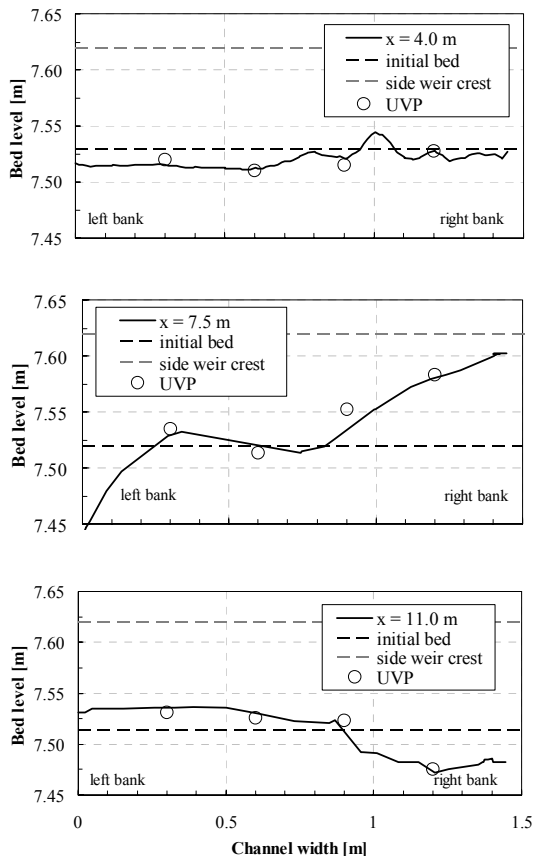 7.65
7.60
7.55
7.50
7.45
Bed level [m]
x = 4.0 m
initial bed
side weir crest
UVP
left bank
right bank
7.65
7.60
7.55
7.50
7.45
Bed level [m]
x = 7.5 m
initial bed
side weir crest
UVP
left bank
right bank
7.65
7.60
7.55
7.50
7.45
Bed level [m]
x = 11.0 m
initial bed
side weir crest
UVP
left bank
right bank
0
0.5
1
1.5
Channel width [m]